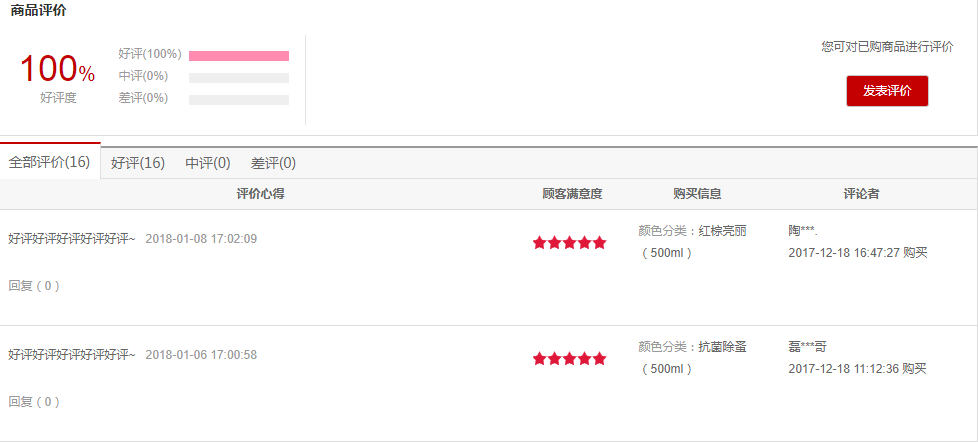 商品评价
100%
好评度
好评(100%)
中评(0%)
差评(0%)
您可对已购商品进行评价
发表评价
全部评价(16) 好评(16) 中评(0) 差评(0)
评价心得 顾客满意度 购买信息 评论者
好评好评好评好评好评~ 2018-01-08 17:02:09
颜色分类：红棕亮丽
（500ml）
陶***.
2017-12-18 16:47:27 购买
回复（0）
好评好评好评好评好评~ 2018-01-06 17:00:58
颜色分类：抗菌除蚤
（500ml）
磊***哥
2017-12-18 11:12:36 购买
回复（0）